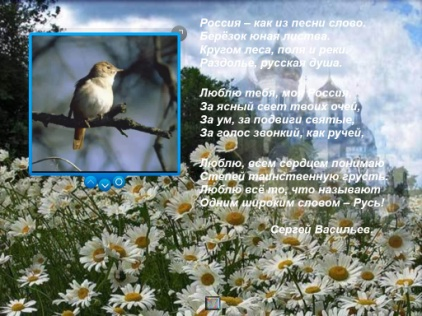 Россия – как из песни слово.
Берёзок юная листва.
Кругом леса, поля и реки.
Раздолье, русская душа.
Люблю тебя, моя Россия,
За ясный свет твоих очей,
За ум, за подвиги святые,
За голос звонкий, как ручей,
Люблю, всем сердцем понимаю
Степей таинственную грусть.
Люблю всё то, что называют
Одним широким словом – Русь!
Сергей Васильев